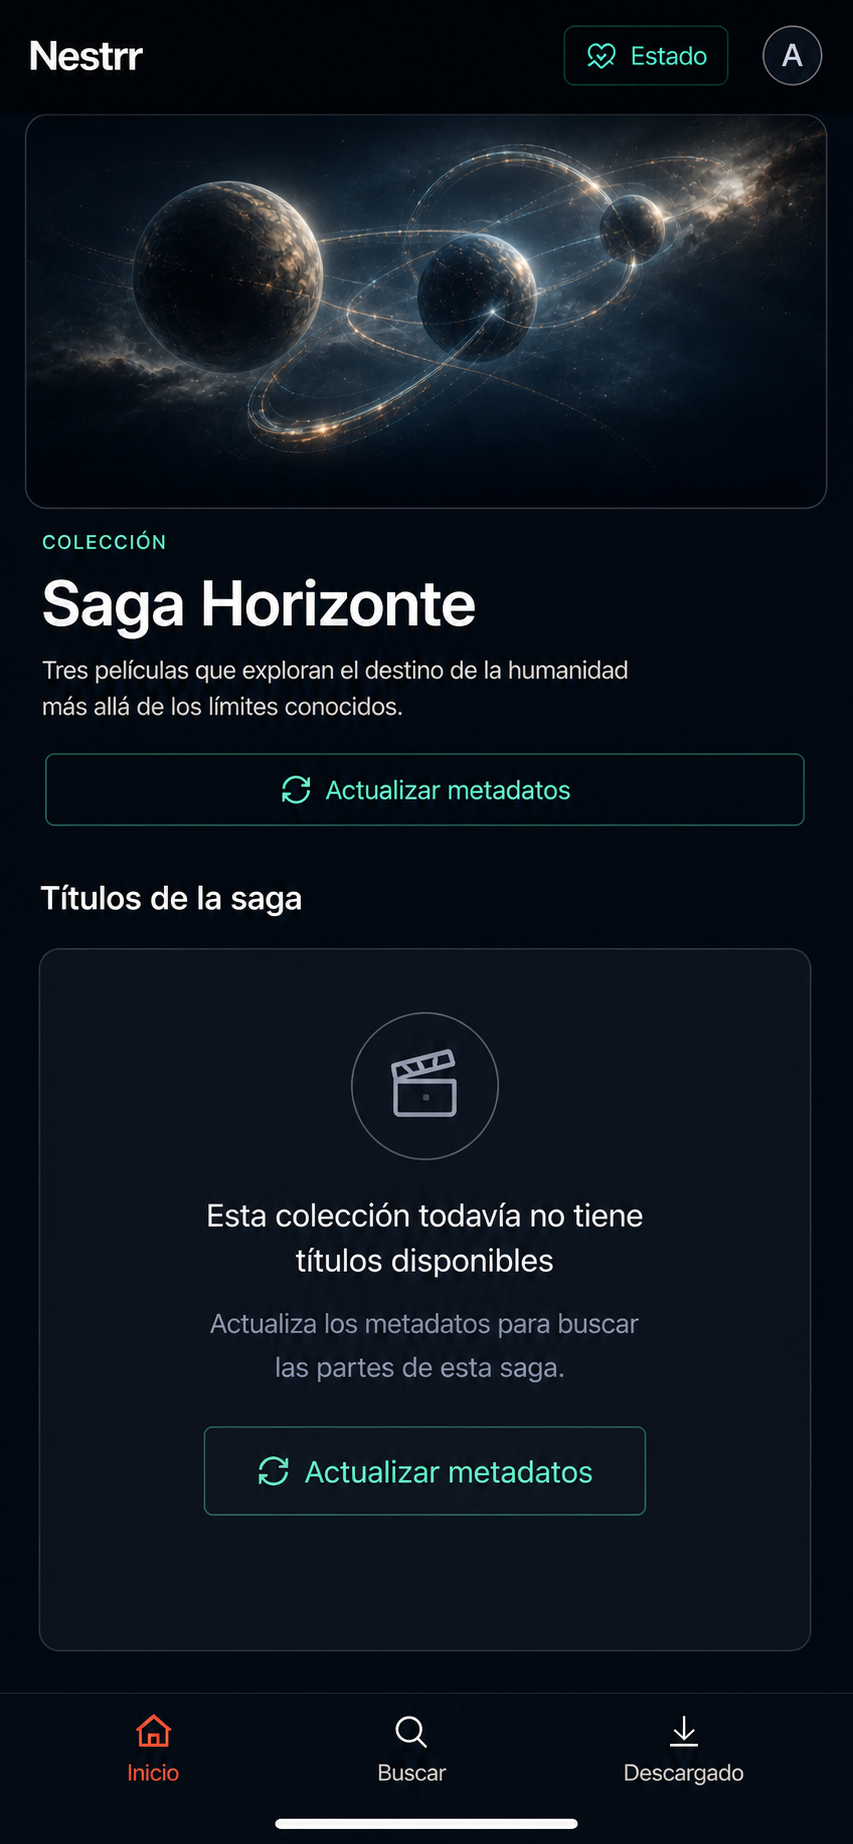 Nestrr
Estado
A
COLECCIÓN
Saga Horizonte
Tres películas que exploran el destino de la humanidad
más allá de los límites conocidos.
Actualizar metadatos
Títulos de la saga
Esta colección todavía no tiene
títulos disponibles
Actualiza los metadatos para buscar
las partes de esta saga.
Actualizar metadatos
Inicio
Buscar
Descargado